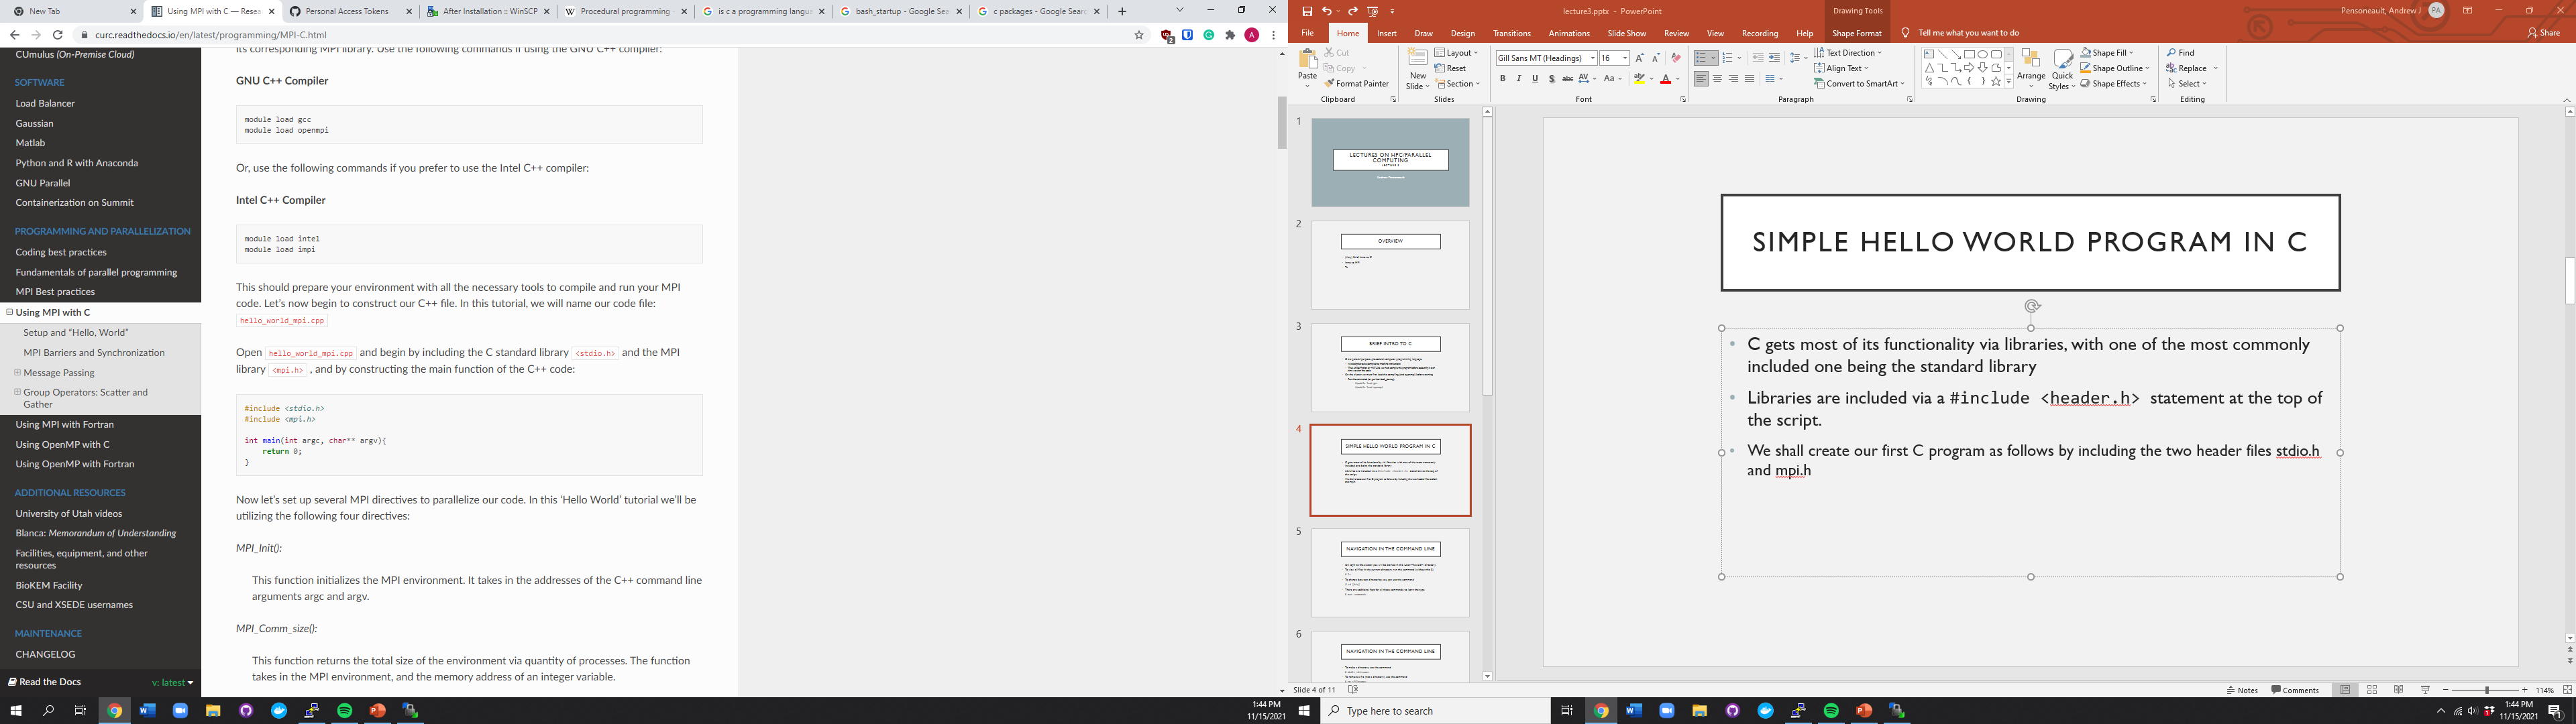 New Tab
Using MPI with C — Resea
Personal Access Tokens
After Installation :: WinSCP
Procedural programming
is c a programming langu
bash_startup - Google Sea
c packages - Google Searc
curc.readthedocs.io/en/latest/programming/MPI-C.html
CUmulus (On-Premise Cloud)
SOFTWARE
Load Balancer
Gaussian
Matlab
Python and R with Anaconda
GNU Parallel
Containerization on Summit
PROGRAMMING AND PARALLELIZATION
Coding best practices
Fundamentals of parallel programming
MPI Best practices
Using MPI with C
Setup and “Hello, World”
MPI Barriers and Synchronization
Message Passing
Group Operators: Scatter and
Gather
Using MPI with Fortran
Using OpenMP with C
Using OpenMP with Fortran
ADDITIONAL RESOURCES
University of Utah videos
Blanca: Memorandum of Understanding
Facilities, equipment, and other
resources
BioKEM Facility
CSU and XSEDE usernames
MAINTENANCE
CHANGELOG
Read the Docs
v: latest
its corresponding MPI library. Use the following commands if using the GNU C++ compiler:
GNU C++ Compiler
module load gcc
module load openmpi
Or, use the following commands if you prefer to use the Intel C++ compiler:
Intel C++ Compiler
module load intel
module load impi
This should prepare your environment with all the necessary tools to compile and run your MPI
code. Let’s now begin to construct our C++ file. In this tutorial, we will name our code file:
hello_world_mpi.cpp
Open hello_world_mpi.cpp and begin by including the C standard library <stdio.h> and the MPI
library <mpi.h> , and by constructing the main function of the C++ code:
#include <stdio.h>
#include <mpi.h>
int main(int argc, char** argv){
return 0;
}
Now let’s set up several MPI directives to parallelize our code. In this ‘Hello World’ tutorial we’ll be
utilizing the following four directives:
MPI_Init():
This function initializes the MPI environment. It takes in the addresses of the C++ command line
arguments argc and argv.
MPI_Comm_size():
This function returns the total size of the environment via quantity of processes. The function
takes in the MPI environment, and the memory address of an integer variable.
1:44 PM
11/15/2021
lecture3.pptx - PowerPoint
Drawing Tools
Pensoneault, Andrew J
PA
File Home Insert Draw Design Transitions Animations Slide Show Review View Recording Help Shape Format Tell me what you want to do
Share
Paste
Cut
Copy
Format Painter
Clipboard
New
Slide
Layout
Reset
Section
Slides
Gill Sans MT (Headings) 16
Font
Text Direction
Align Text
Convert to SmartArt
Paragraph
Arrange
Quick
Styles
Shape Fill
Shape Outline
Shape Effects
Drawing
Find
Replace
Select
Editing
1
LECTURES ON HPC/PARALLEL
COMPUTING
2
OVERVIEW
3
BRIEF INTRO TO C
4
SIMPLE HELLO WORLD PROGRAM IN C
5
NAVIGATION IN THE COMMAND LINE
6
NAVIGATION IN THE COMMAND LINE
SIMPLE HELLO WORLD PROGRAM IN C
C gets most of its functionality via libraries, with one of the most commonly
included one being the standard library
Libraries are included via a #include <header.h> statement at the top of
the script.
We shall create our first C program as follows by including the two header files stdio.h
and mpi.h
Slide 4 of 11
Notes
Comments
114%
Type here to search
1:44 PM
11/15/2021